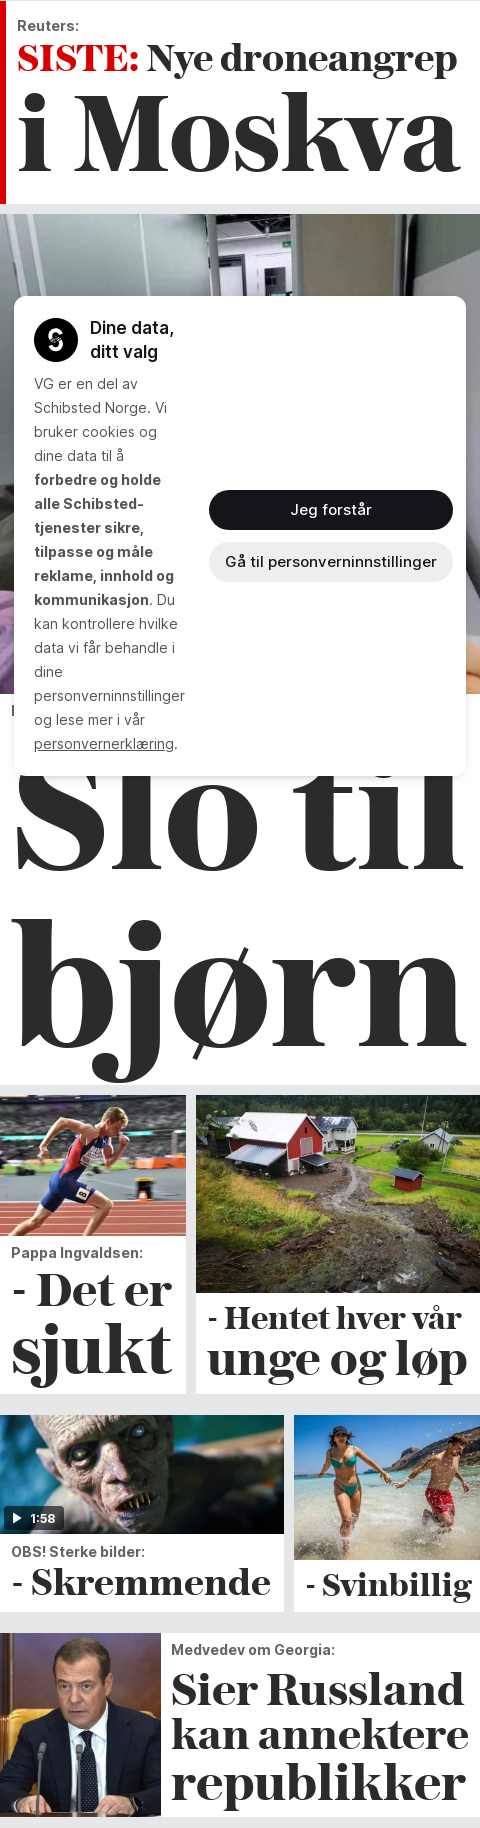 Reuters:
SISTE: Nye droneangrep
i Moskva
Dine data,
ditt valg
VG er en del av
Schibsted Norge. Vi
bruker cookies og
dine data til å
forbedre og holde
alle Schibsted-
tjenester sikre,
tilpasse og måle
reklame, innhold og
kommunikasjon. Du
kan kontrollere hvilke
data vi får behandle i
dine
personverninnstillinger
og lese mer i vår
personvernerklæring.
Jeg forstår
Gå til personverninnstillinger
Slo til
bjørn
Pappa Ingvaldsen:
- Det er
sjukt
- Hentet hver vår
unge og løp
1:58
OBS! Sterke bilder:
- Skremmende
- Svinbillig
Medvedev om Georgia:
Sier Russland
kan annektere
republikker